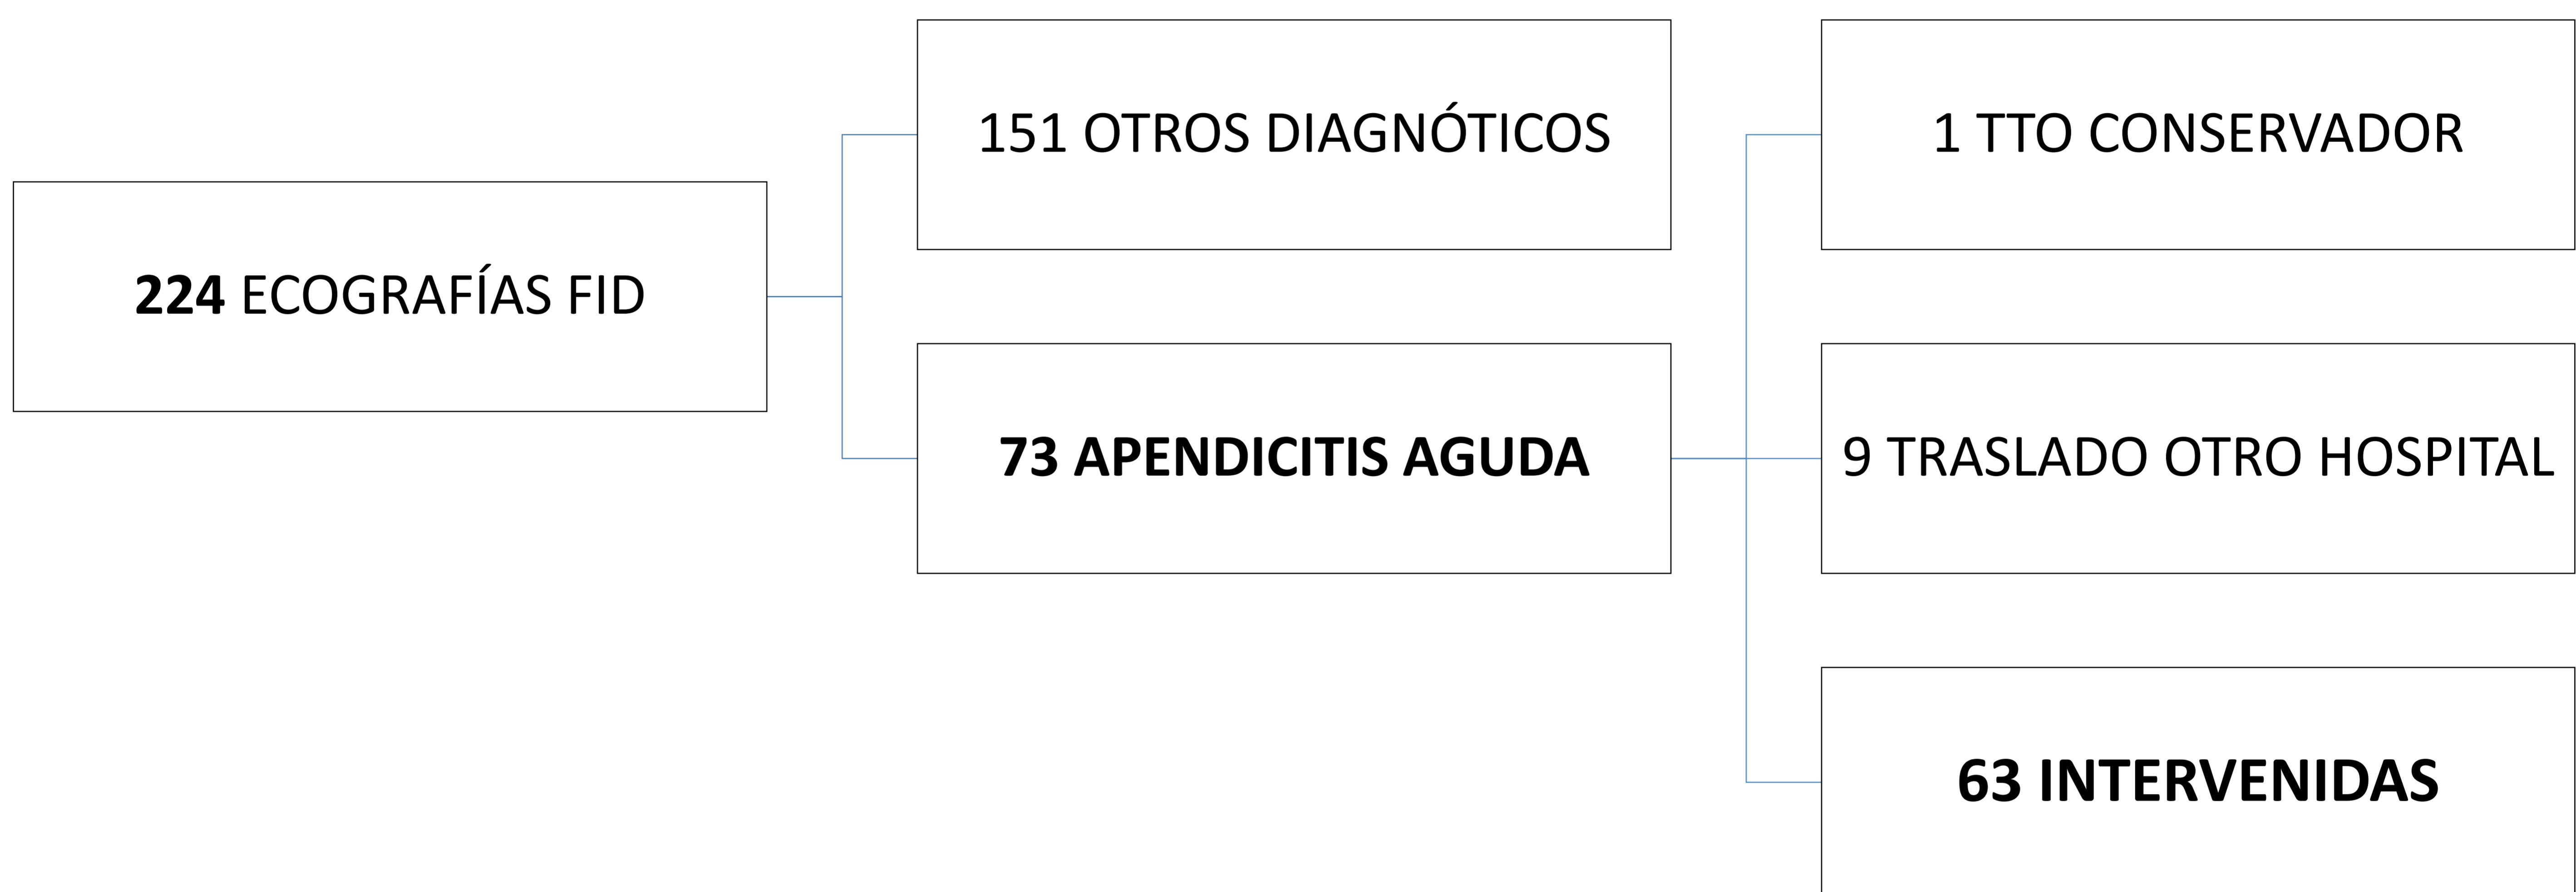 224 ECOGRAFÍAS FID
151 OTROS DIAGNÓTICOS
73 APENDICITIS AGUDA
1 TTO CONSERVADOR
9 TRASLADO OTRO HOSPITAL
63 INTERVENIDAS